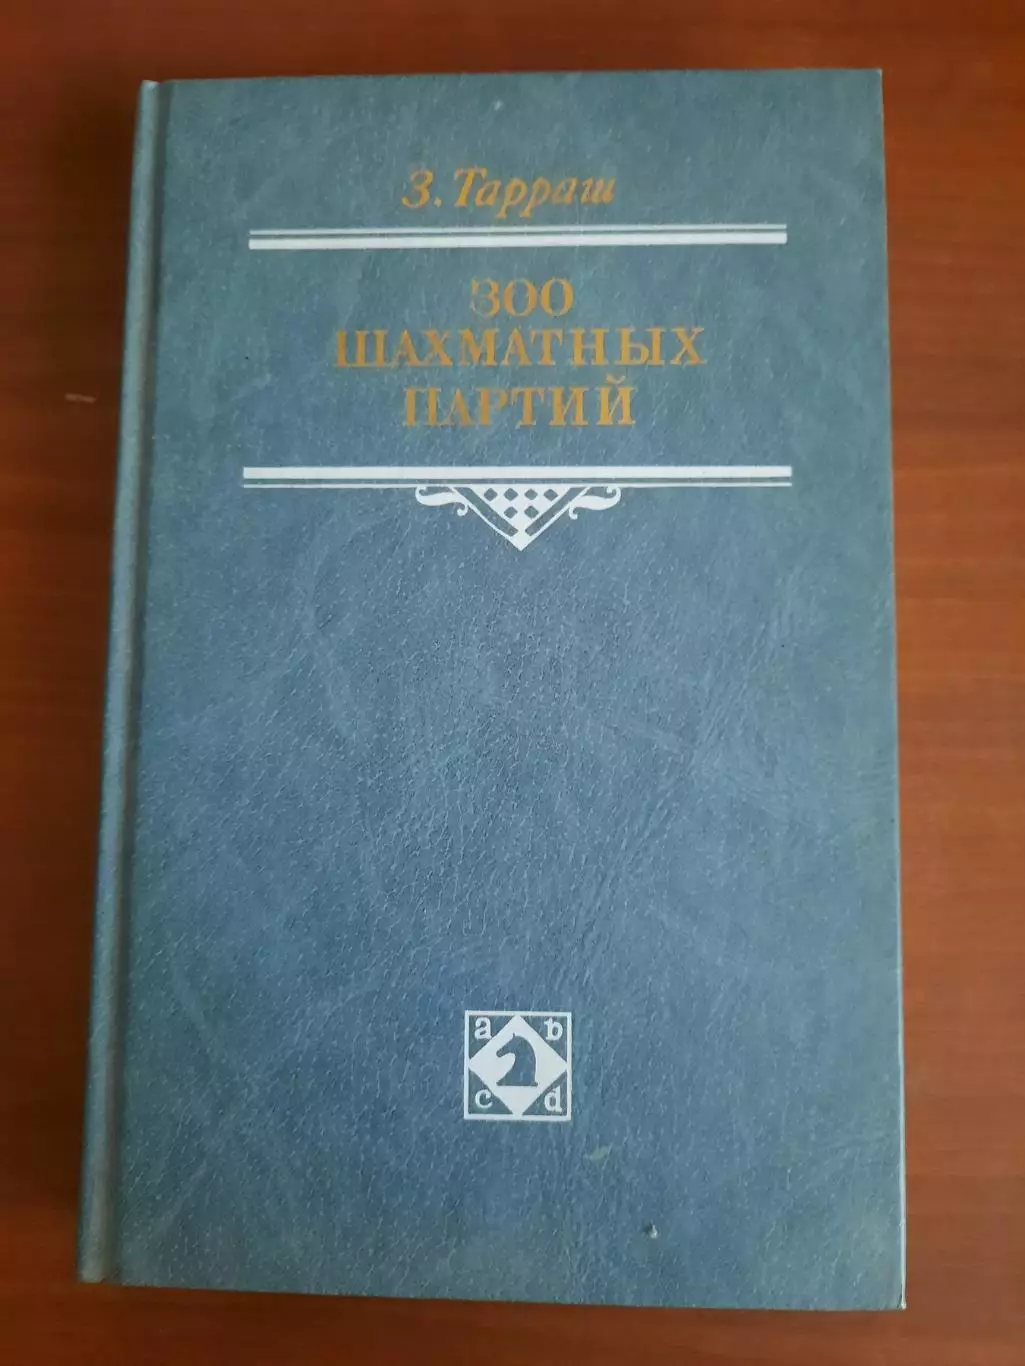 З. Тарраш
300
ШАХМАТНЫХ
ПАРТИЙ
a b
c d